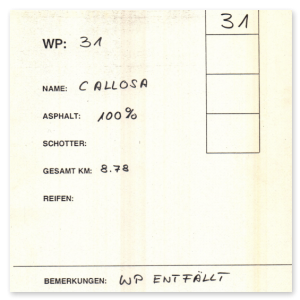 31
WP: 31
NAME: CALLOSA
ASPHALT: 100%
SCHOTTER:
GESAMT KM: 8.78
REIFEN:
BEMERKUNGEN: WP ENTFÄLLT